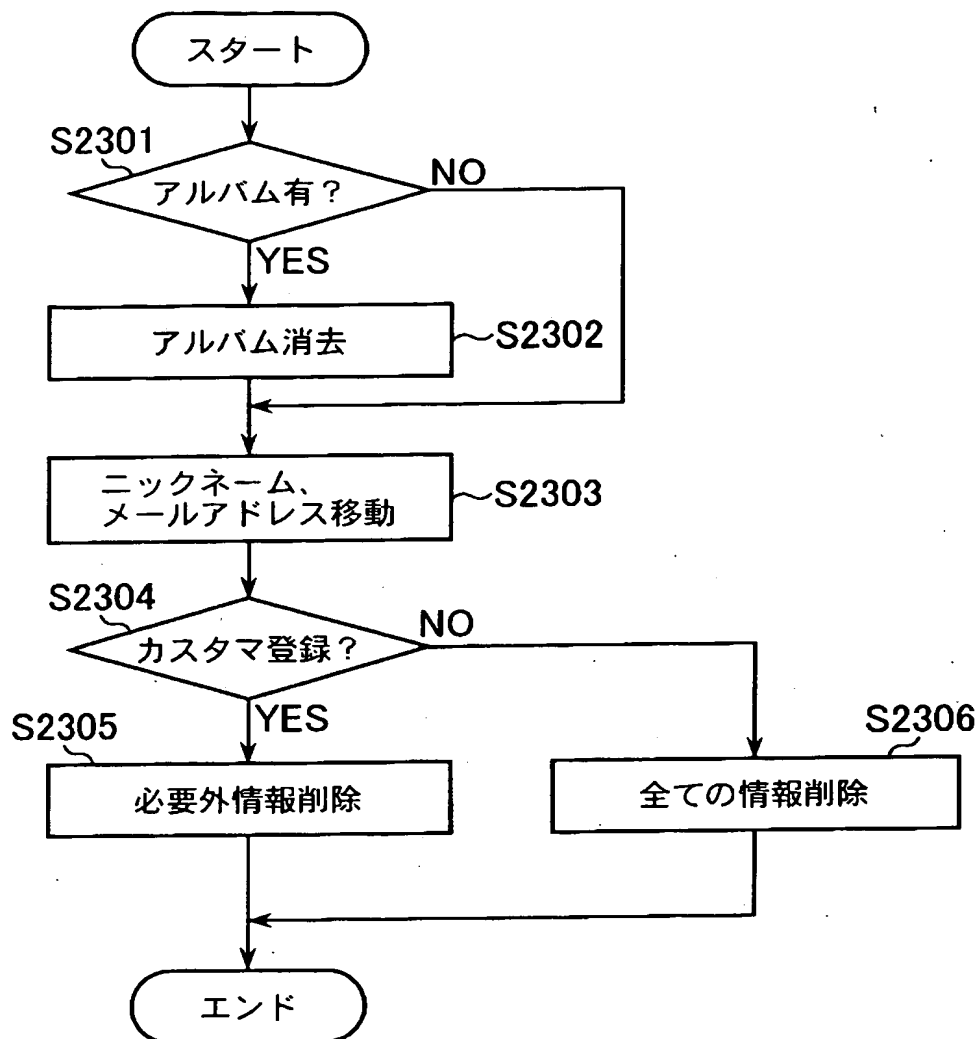 スタート
S2301
アルバム有？
NO
YES
アルバム消去
S2302
ニックネーム、
メールアドレス移動
S2303
S2304
カスタマ登録？
NO
YES
S2305
必要外情報削除
S2306
全ての情報削除
エンド